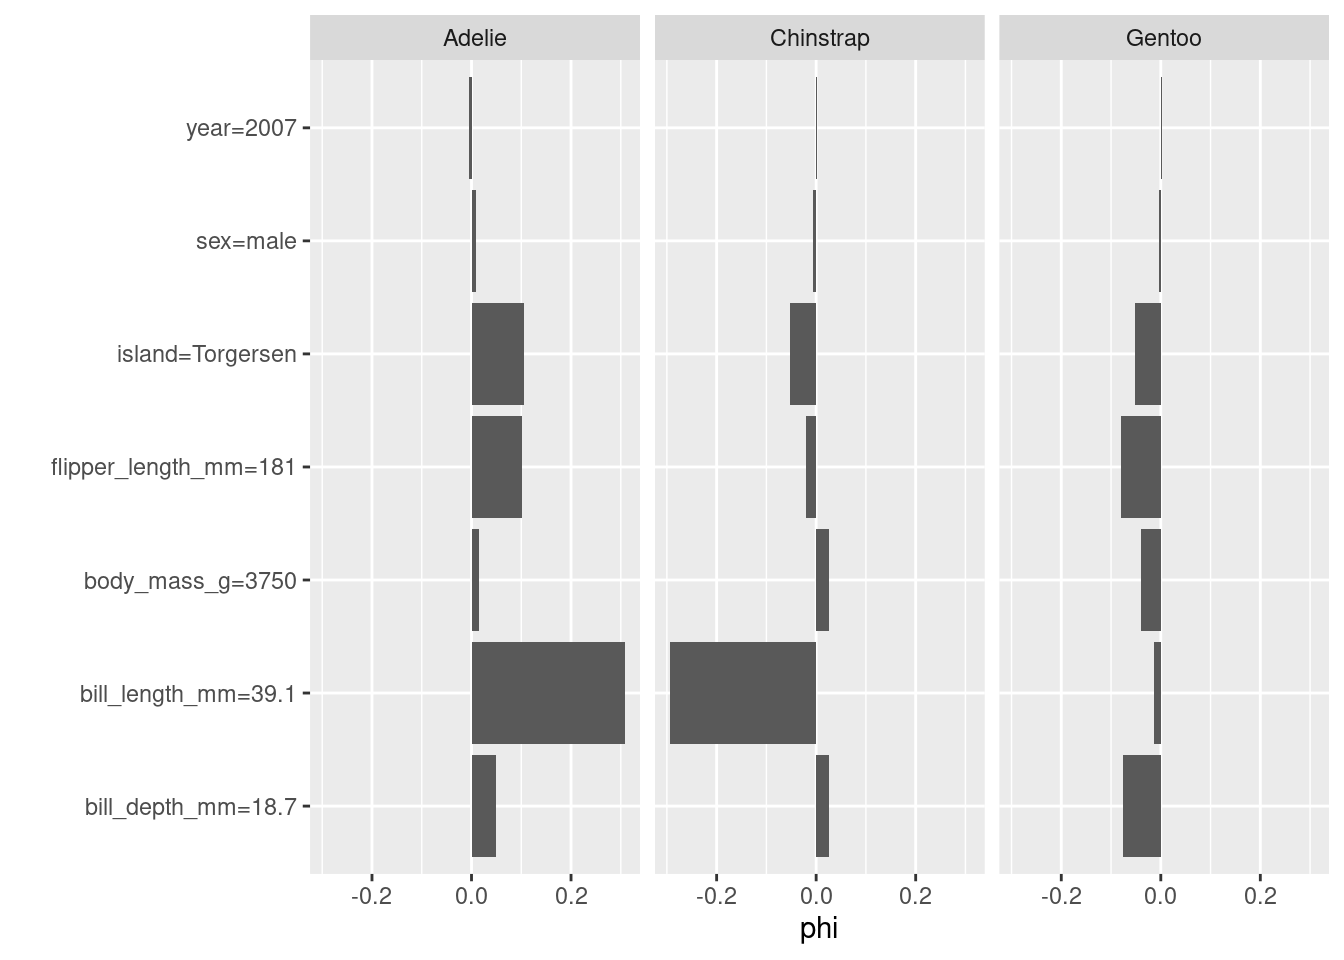 Adelie Chinstrap Gentoo
year=2007
sex=male
island=Torgersen
flipper_length_mm=181
body_mass_g=3750
bill_length_mm=39.1
bill_depth_mm=18.7
-0.2 0.0 0.2 -0.2 0.0 0.2 -0.2 0.0 0.2
phi